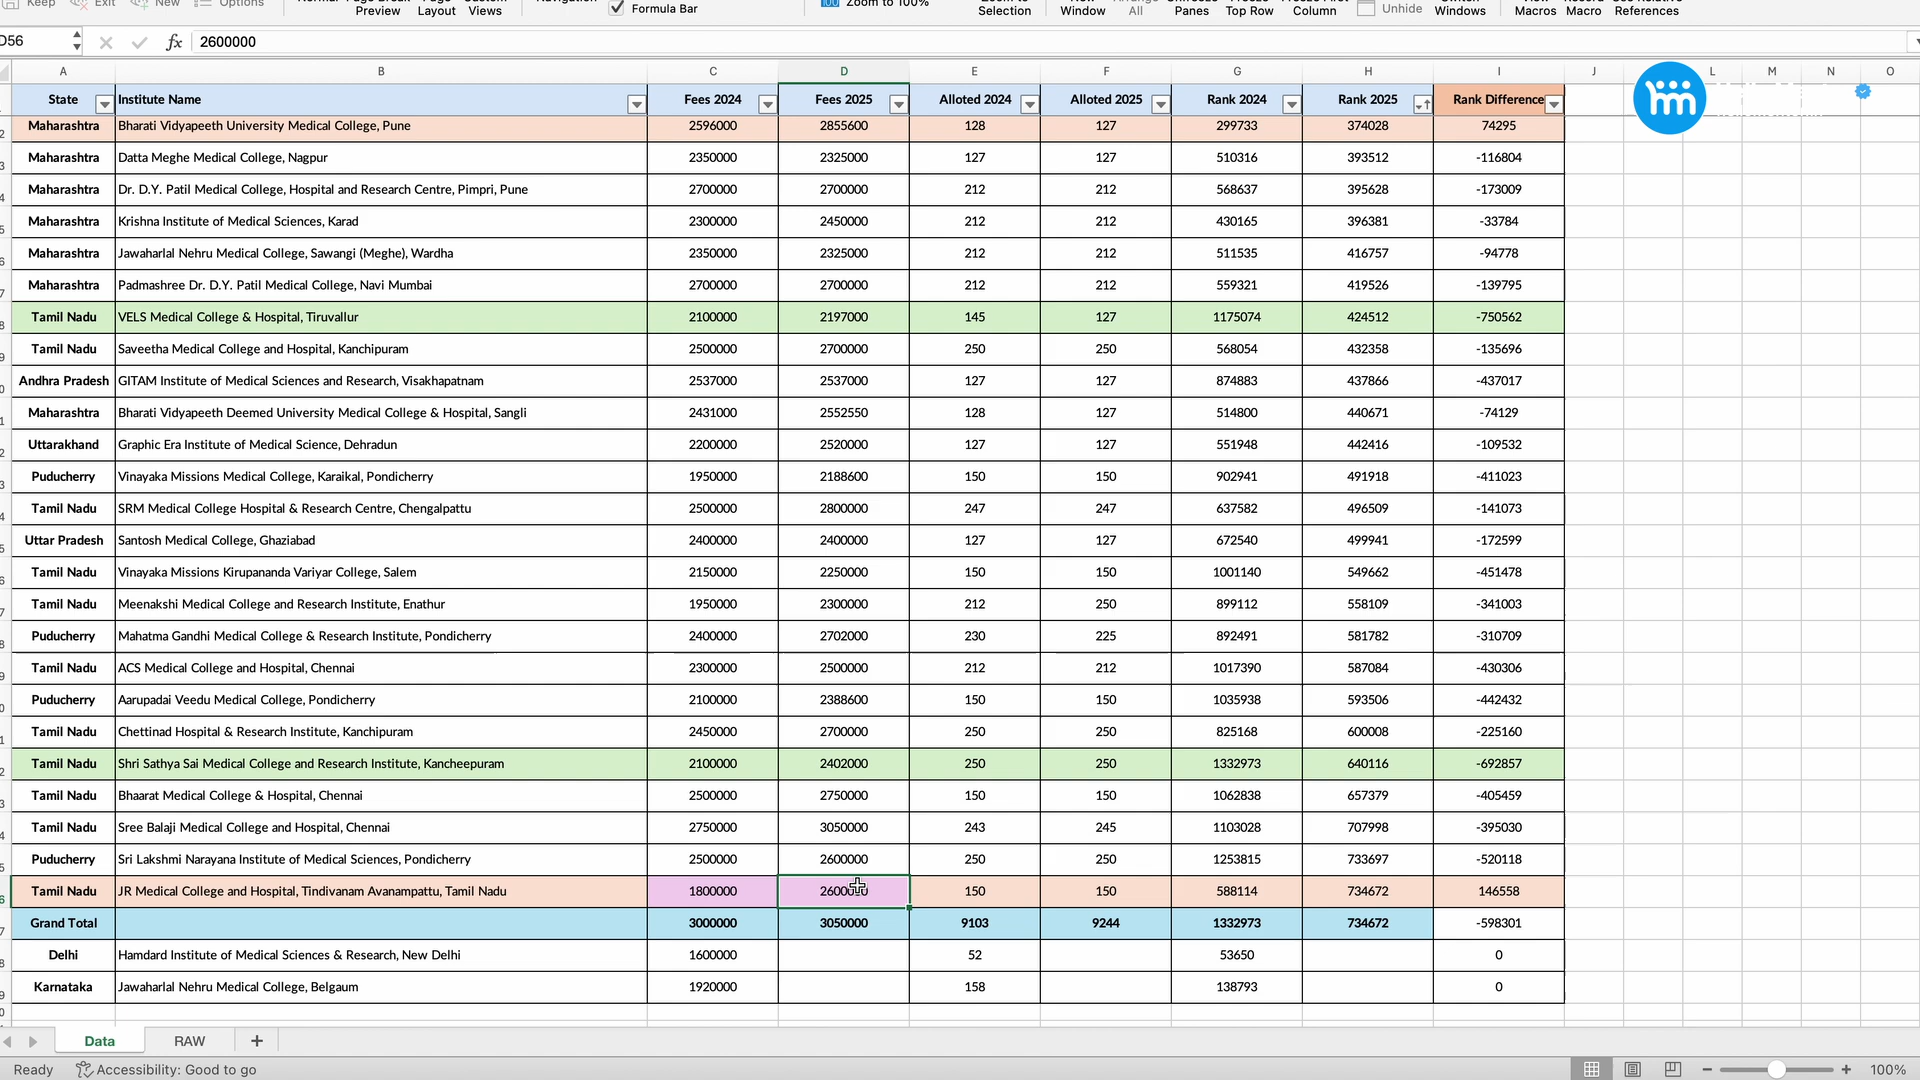 Keep Exit New Options Preview Page Layout Custom Views Formula Bar Zoom to 100% Selection New Window Arrange All Panes Freeze Top Row Freeze First Column Unhide Windows View Macros Record Macro References
D56 fx 2600000
A B C D E F G H I J L M N O
State Institute Name Fees 2024 Fees 2025 Alloted 2024 Alloted 2025 Rank 2024 Rank 2025 Rank Difference
Maharashtra Bharati Vidyapeeth University Medical College, Pune 2596000 2855600 128 127 299733 374028 74295
Maharashtra Datta Meghe Medical College, Nagpur 2350000 2325000 127 127 510316 393512 -116804
Maharashtra Dr. D.Y. Patil Medical College, Hospital and Research Centre, Pimpri, Pune 2700000 2700000 212 212 568637 395628 -173009
Maharashtra Krishna Institute of Medical Sciences, Karad 2300000 2450000 212 212 430165 396381 -33784
Maharashtra Jawaharlal Nehru Medical College, Sawangi (Meghe), Wardha 2350000 2325000 212 212 511535 416757 -94778
Maharashtra Padmashree Dr. D.Y. Patil Medical College, Navi Mumbai 2700000 2700000 212 212 559321 419526 -139795
Tamil Nadu VELS Medical College & Hospital, Tiruvallur 2100000 2197000 145 127 1175074 424512 -750562
Tamil Nadu Saveetha Medical College and Hospital, Kanchipuram 2500000 2700000 250 250 568054 432358 -135696
Andhra Pradesh GITAM Institute of Medical Sciences and Research, Visakhapatnam 2537000 2537000 127 127 874883 437866 -437017
Maharashtra Bharati Vidyapeeth Deemed University Medical College & Hospital, Sangli 2431000 2552550 128 127 514800 440671 -74129
Uttarakhand Graphic Era Institute of Medical Science, Dehradun 2200000 2520000 127 127 551948 442416 -109532
Puducherry Vinayaka Missions Medical College, Karaikal, Pondicherry 1950000 2188600 150 150 902941 491918 -411023
Tamil Nadu SRM Medical College Hospital & Research Centre, Chengalpattu 2500000 2800000 247 247 637582 496509 -141073
Uttar Pradesh Santosh Medical College, Ghaziabad 2400000 2400000 127 127 672540 499941 -172599
Tamil Nadu Vinayaka Missions Kirupananda Variyar College, Salem 2150000 2250000 150 150 1001140 549662 -451478
Tamil Nadu Meenakshi Medical College and Research Institute, Enathur 1950000 2300000 212 250 899112 558109 -341003
Puducherry Mahatma Gandhi Medical College & Research Institute, Pondicherry 2400000 2702000 230 225 892491 581782 -310709
Tamil Nadu ACS Medical College and Hospital, Chennai 2300000 2500000 212 212 1017390 587084 -430306
Puducherry Aarupadai Veedu Medical College, Pondicherry 2100000 2388600 150 150 1035938 593506 -442432
Tamil Nadu Chettinad Hospital & Research Institute, Kanchipuram 2450000 2700000 250 250 825168 600008 -225160
Tamil Nadu Shri Sathya Sai Medical College and Research Institute, Kancheepuram 2100000 2402000 250 250 1332973 640116 -692857
Tamil Nadu Bhaarat Medical College & Hospital, Chennai 2500000 2750000 150 150 1062838 657379 -405459
Tamil Nadu Sree Balaji Medical College and Hospital, Chennai 2750000 3050000 243 245 1103028 707998 -395030
Puducherry Sri Lakshmi Narayana Institute of Medical Sciences, Pondicherry 2500000 2600000 250 250 1253815 733697 -520118
Tamil Nadu JR Medical College and Hospital, Tindivanam Avanampattu, Tamil Nadu 1800000 2600000 150 150 588114 734672 146558
Grand Total 3000000 3050000 9103 9244 1332973 734672 -598301
Delhi Hamdard Institute of Medical Sciences & Research, New Delhi 1600000 52 53650 0
Karnataka Jawaharlal Nehru Medical College, Belgaum 1920000 158 138793 0
Data RAW +
Ready Accessibility: Good to go 100%